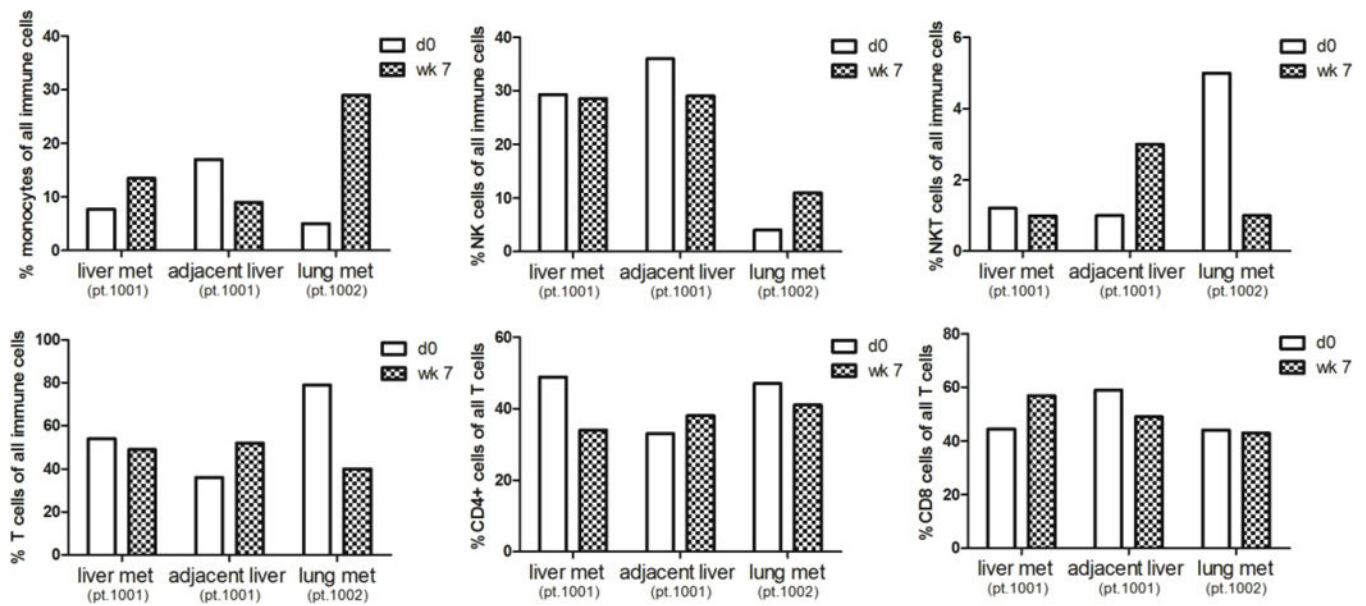 % monocytes of all immune cells
40
30
20
10
0
d0
wk 7
liver met adjacent liver lung met
(pt.1001) (pt.1001) (pt.1002)
%NK cells of all immune cells
40
30
20
10
0
d0
wk 7
liver met adjacent liver lung met
(pt.1001) (pt.1001) (pt.1002)
%NKT cells of all immune cells
6
4
2
0
d0
wk 7
liver met adjacent liver lung met
(pt.1001) (pt.1001) (pt.1002)
% T cells of all immune cells
100
80
60
40
20
0
d0
wk 7
liver met adjacent liver lung met
(pt.1001) (pt.1001) (pt.1002)
%CD4+ cells of all T cells
60
40
20
0
d0
wk 7
liver met adjacent liver lung met
(pt.1001) (pt.1001) (pt.1002)
%CD8 cells of all T cells
80
60
40
20
0
d0
wk 7
liver met adjacent liver lung met
(pt.1001) (pt.1001) (pt.1002)